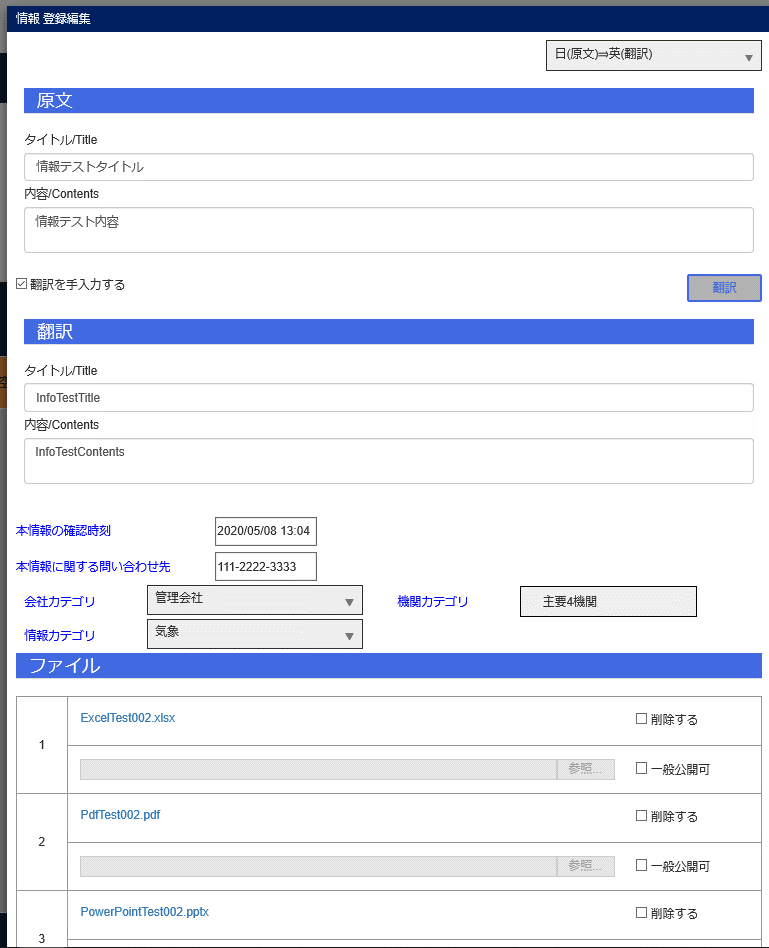 情報 登録編集
日(原文)⇒英(翻訳)
原文
タイトル/Title
情報テストタイトル
内容/Contents
情報テスト内容
翻訳を手入力する
翻訳
翻訳
タイトル/Title
InfoTestTitle
内容/Contents
InfoTestContents
本情報の確認時刻 2020/05/08 13:04
本情報に関する問い合わせ先 111-2222-3333
会社カテゴリ 管理会社 機関カテゴリ 主要4機関
情報カテゴリ 気象
ファイル
1 ExcelTest002.xlsx 削除する
参照... 一般公開可
2 PdfTest002.pdf 削除する
参照... 一般公開可
3 PowerPointTest002.pptx 削除する